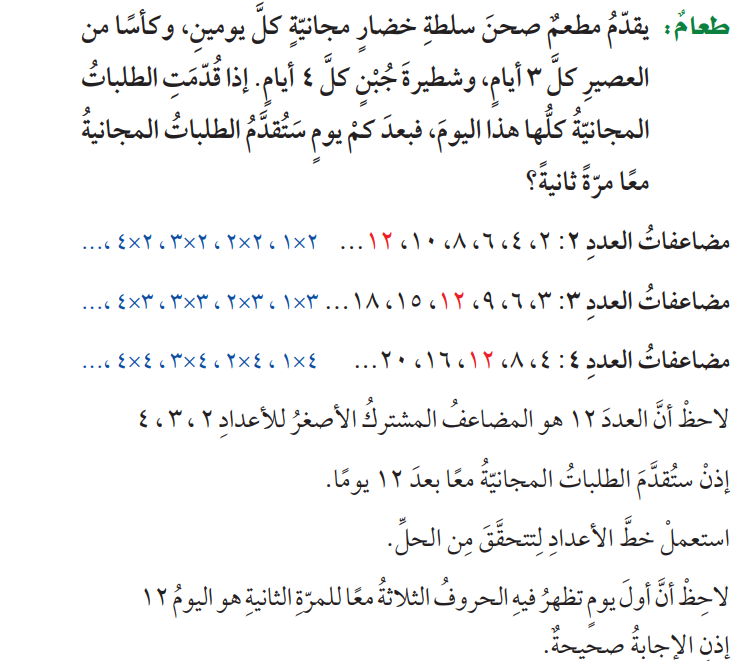 طعامٌ: يقدّمُ مطعمٌ صحنَ سلطةِ خضارٍ مجانيّةٍ كلَّ يومينِ، وكأسًا من
العصيرِ كلَّ ٣ أيامٍ، وشطيرةَ جُبْنٍ كلَّ ٤ أيامٍ. إذا قُدّمَتِ الطلباتُ
المجانيّةُ كلُّها هذا اليومَ، فبعدَ كمْ يومٍ سَتُقدَّمُ الطلباتُ المجانيةُ
معًا مرّةً ثانيةً؟
مضاعفاتُ العددِ ٢: ٢، ٤، ٦، ٨، ١٠، ١٢ ... ٢×١ ، ٢×٢ ، ٢×٣ ، ٢×٤ ،...
مضاعفاتُ العددِ ٣: ٣، ٦، ٩، ١٢، ١٥، ١٨... ٣×١ ، ٣×٢ ، ٣×٣ ، ٣×٤ ،...
مضاعفاتُ العددِ ٤: ٤، ٨، ١٢، ١٦، ٢٠... ٤×١ ، ٤×٢ ، ٤×٣ ، ٤×٤ ،...
لاحظْ أنَّ العددَ ١٢ هو المضاعفُ المشتركُ الأصغرُ للأعدادِ ٢ ، ٣ ، ٤
إذنْ ستُقدَّمَ الطلباتُ المجانيّةُ معًا بعدَ ١٢ يومًا.
استعملْ خطَّ الأعدادِ لِتتحقَّقَ مِن الحلِّ.
لاحِظْ أنَّ أولَ يومٍ تظهرُ فيهِ الحروفُ الثلاثةُ معًا للمرّةِ الثانيةِ هو اليومُ ١٢
إذنِ الإجابةُ صحيحةٌ.